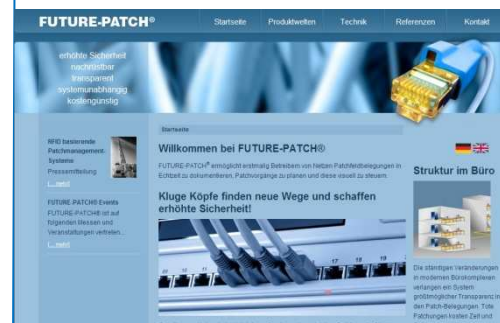 FUTURE-PATCH®
Startseite Produktwelten Technik Referenzen Kontakt
erhöhte Sicherheit
nachrüstbar
transparent
systemunabhängig
kostengünstig
RFID basierende
Patchmanagement-
Systeme
Pressemitteilung
[...mehr]
FUTURE-PATCH® Events
FUTURE-PATCH® ist auf
folgenden Messen und
Veranstaltungen vertreten...
[...mehr]
Startseite
Willkommen bei FUTURE-PATCH®
FUTURE-PATCH® ermöglicht erstmalig Betreibern von Netzen Patchfeldbelegungen in
Echtzeit zu dokumentieren, Patchvorgänge zu planen und diese visuell zu steuern.
Kluge Köpfe finden neue Wege und schaffen
erhöhte Sicherheit!
17 18 19
Struktur im Büro
Die ständigen Veränderungen
in modernen Bürokomplexen
verlangen ein System
größtmöglicher Transparenz in
den Patch-Belegungen. Tote
Patchungen kosten Zeit und